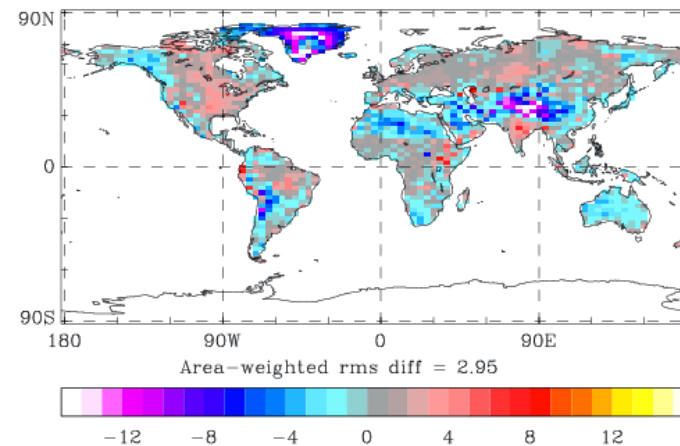 90N
0
90S
180 90W 0 90E
Area-weighted rms diff = 2.95
-12 -8 -4 0 4 8 12